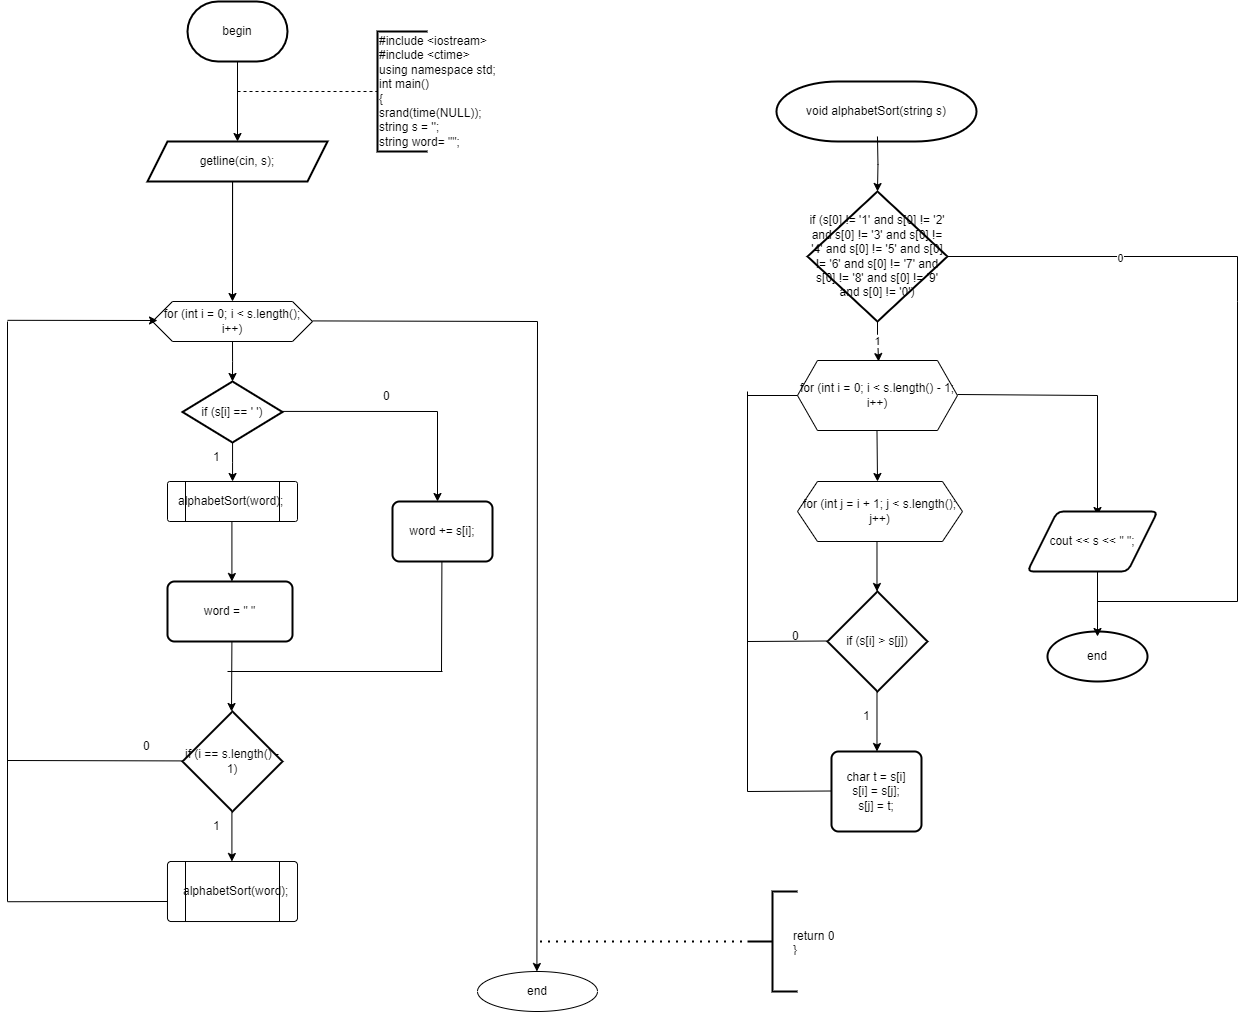 begin
#include <iostream>
#include <ctime>
using namespace std;
int main()
{
srand(time(NULL));
string s = '';
string word= "";
getline(cin, s);
for (int i = 0; i < s.length();
i++)
if (s[i] == ' ')
0
1
alphabetSort(word);
word += s[i];
word = " "
if (i == s.length() -
1)
0
1
alphabetSort(word);
end
return 0
}
void alphabetSort(string s)
if (s[0] != '1' and s[0] != '2'
and s[0] != '3' and s[0] !=
'4' and s[0] != '5' and s[0]
!= '6' and s[0] != '7' and
s[0] != '8' and s[0] != '9'
and s[0] != '0')
0
1
for (int i = 0; i < s.length() - 1;
i++)
for (int j = i + 1; j < s.length();
j++)
cout << s << " ";
if (s[i] > s[j])
0
1
end
char t = s[i]
s[i] = s[j];
s[j] = t;